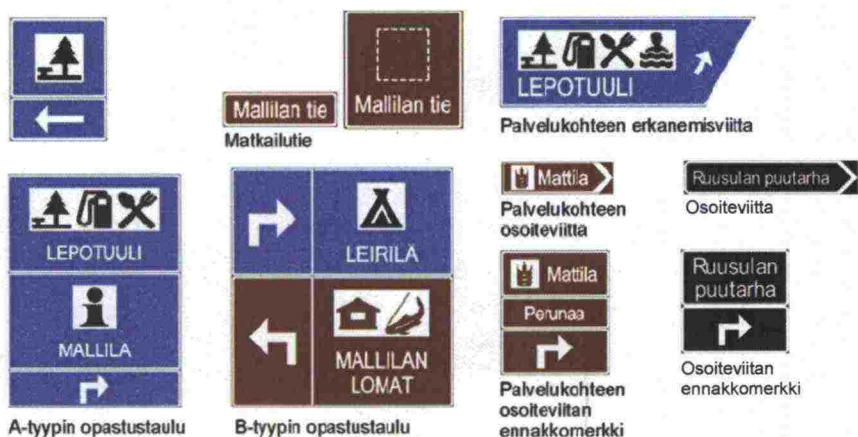 Mallilan tie
Mallilan tie
Matkailutie
LEPOTUULI
Palvelukohteen erkanemisviitta
LEPOTUULI
MALLILA
A-tyypin opastustaulu
LEIRILÄ
MALLILAN
LOMAT
B-tyypin opastustaulu
Mattila
Palvelukohteen
osoiteviitta
Ruusulan puutarha
Osoiteviitta
Mattila
Perunaa
Palvelukohteen
osoiteviitan
ennakkomerkki
Ruusulan
puutarha
Osoiteviitan
ennakkomerkki